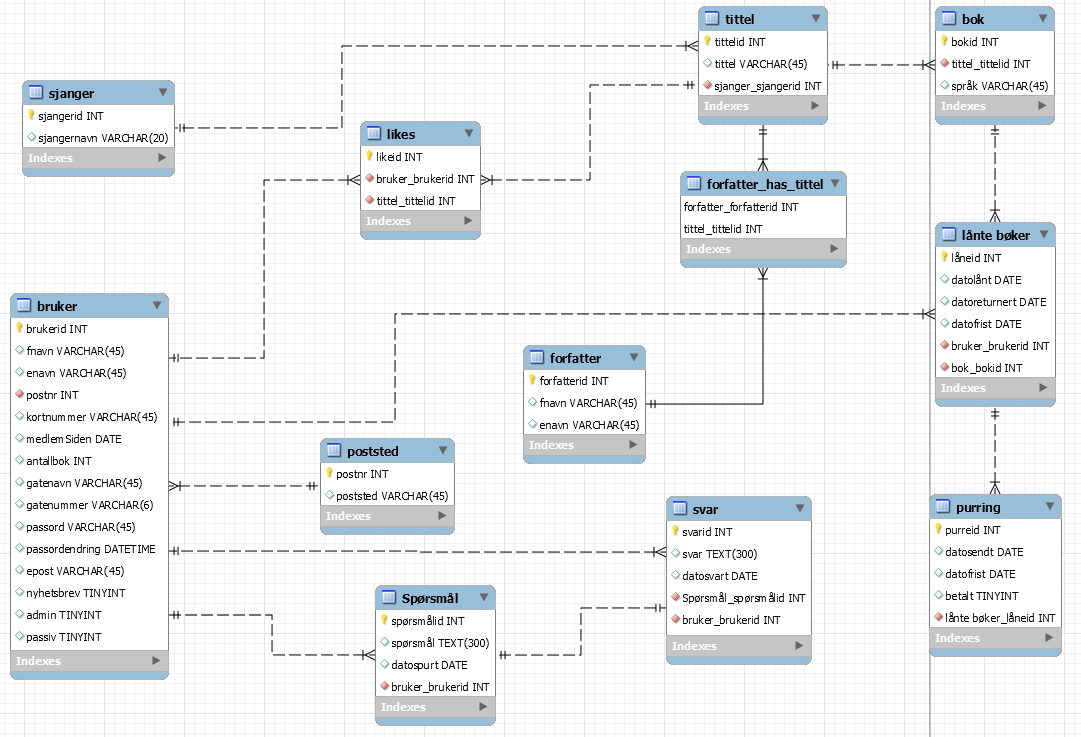 sjanger
sjangerid INT
sjangernavn VARCHAR(20)
Indexes
likes
likeid INT
bruker_brukerid INT
tittel_tittelid INT
Indexes
tittel
tittelid INT
tittel VARCHAR(45)
sjanger_sjangerid INT
Indexes
bok
bokid INT
tittel_tittelid INT
språk VARCHAR(45)
Indexes
forfatter_has_tittel
forfatter_forfatterid INT
tittel_tittelid INT
Indexes
lånte bøker
låneid INT
datolånt DATE
datoreturnert DATE
datofrist DATE
bruker_brukerid INT
bok_bokid INT
Indexes
bruker
brukerid INT
fnavn VARCHAR(45)
enavn VARCHAR(45)
postnr INT
kortnummer VARCHAR(45)
medlemSiden DATE
antallbok INT
gatenavn VARCHAR(45)
gatenummer VARCHAR(6)
passord VARCHAR(45)
passordendring DATETIME
epost VARCHAR(45)
nyhetsbrev TINYINT
admin TINYINT
passiv TINYINT
Indexes
forfatter
forfatterid INT
fnavn VARCHAR(45)
enavn VARCHAR(45)
Indexes
poststed
postnr INT
poststed VARCHAR(45)
Indexes
svar
svarid INT
svar TEXT(300)
datosvart DATE
Spørsmål_spørsmålid INT
bruker_brukerid INT
Indexes
purring
purreid INT
datosendt DATE
datofrist DATE
betalt TINYINT
lånte bøker_låneid INT
Indexes
Spørsmål
spørsmålid INT
spørsmål TEXT(300)
datospurt DATE
bruker_brukerid INT
Indexes